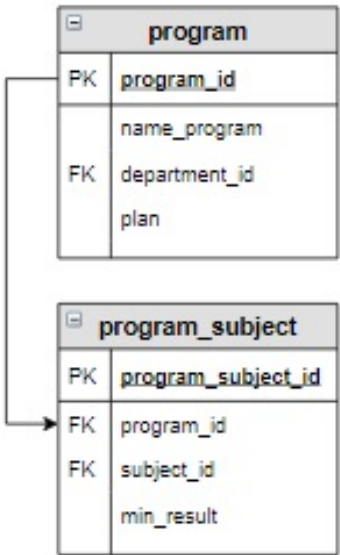 program
PK program_id
name_program
FK department_id
plan
program_subject
PK program_subject_id
FK program_id
FK subject_id
min_result